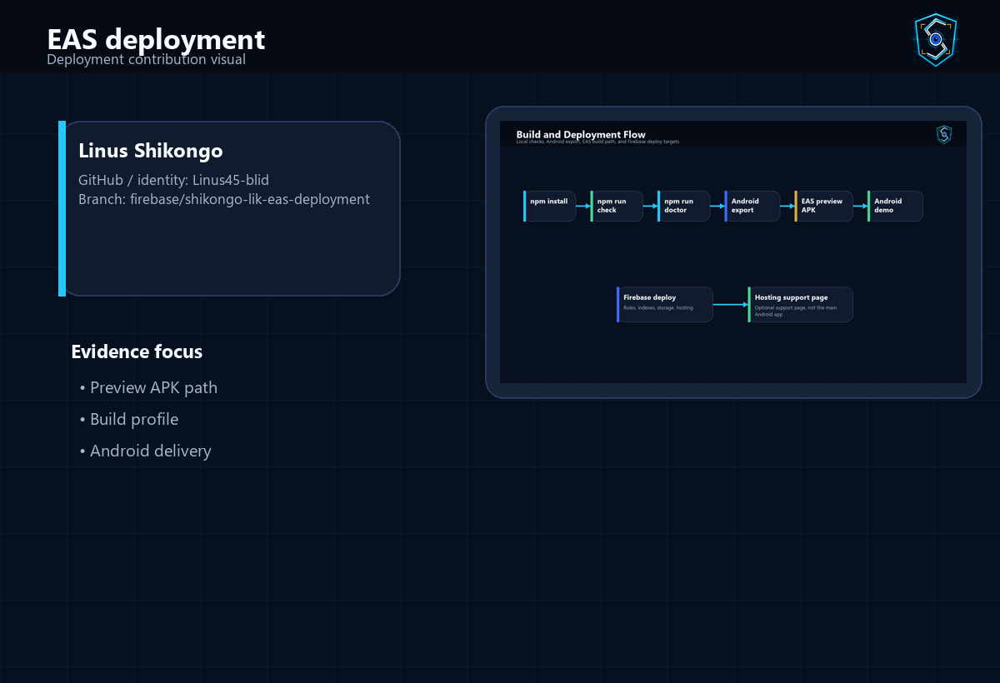 EAS deployment
Deployment contribution visual
Linus Shikongo
GitHub / identity: Linus45-blid
Branch: firebase/shikongo-lik-eas-deployment
Evidence focus
• Preview APK path
• Build profile
• Android delivery
Build and Deployment Flow
Local checks, Android export, EAS build path, and Firebase deploy targets
npm install
npm run
check
npm run
doctor
Android
export
EAS preview
APK
Android
demo
Firebase deploy
Rules, indexes, storage, hosting
Hosting support page
Optional support page, not the main
Android app